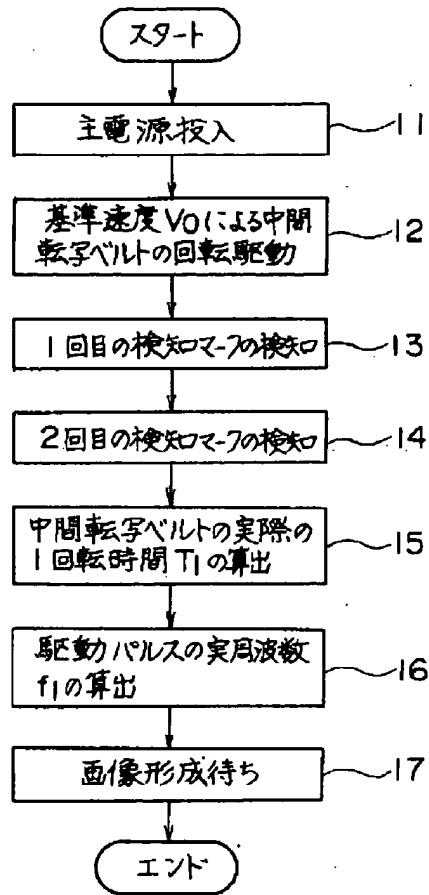 スタート
主電源投入
11
基準速度V0による中間
転写ベルトの回転駆動
12
1回目の検知マークの検知
13
2回目の検知マークの検知
14
中間転写ベルトの実際の
1回転時間T1の算出
15
駆動パルスの実周波数
f1の算出
16
画像形成待ち
17
エンド